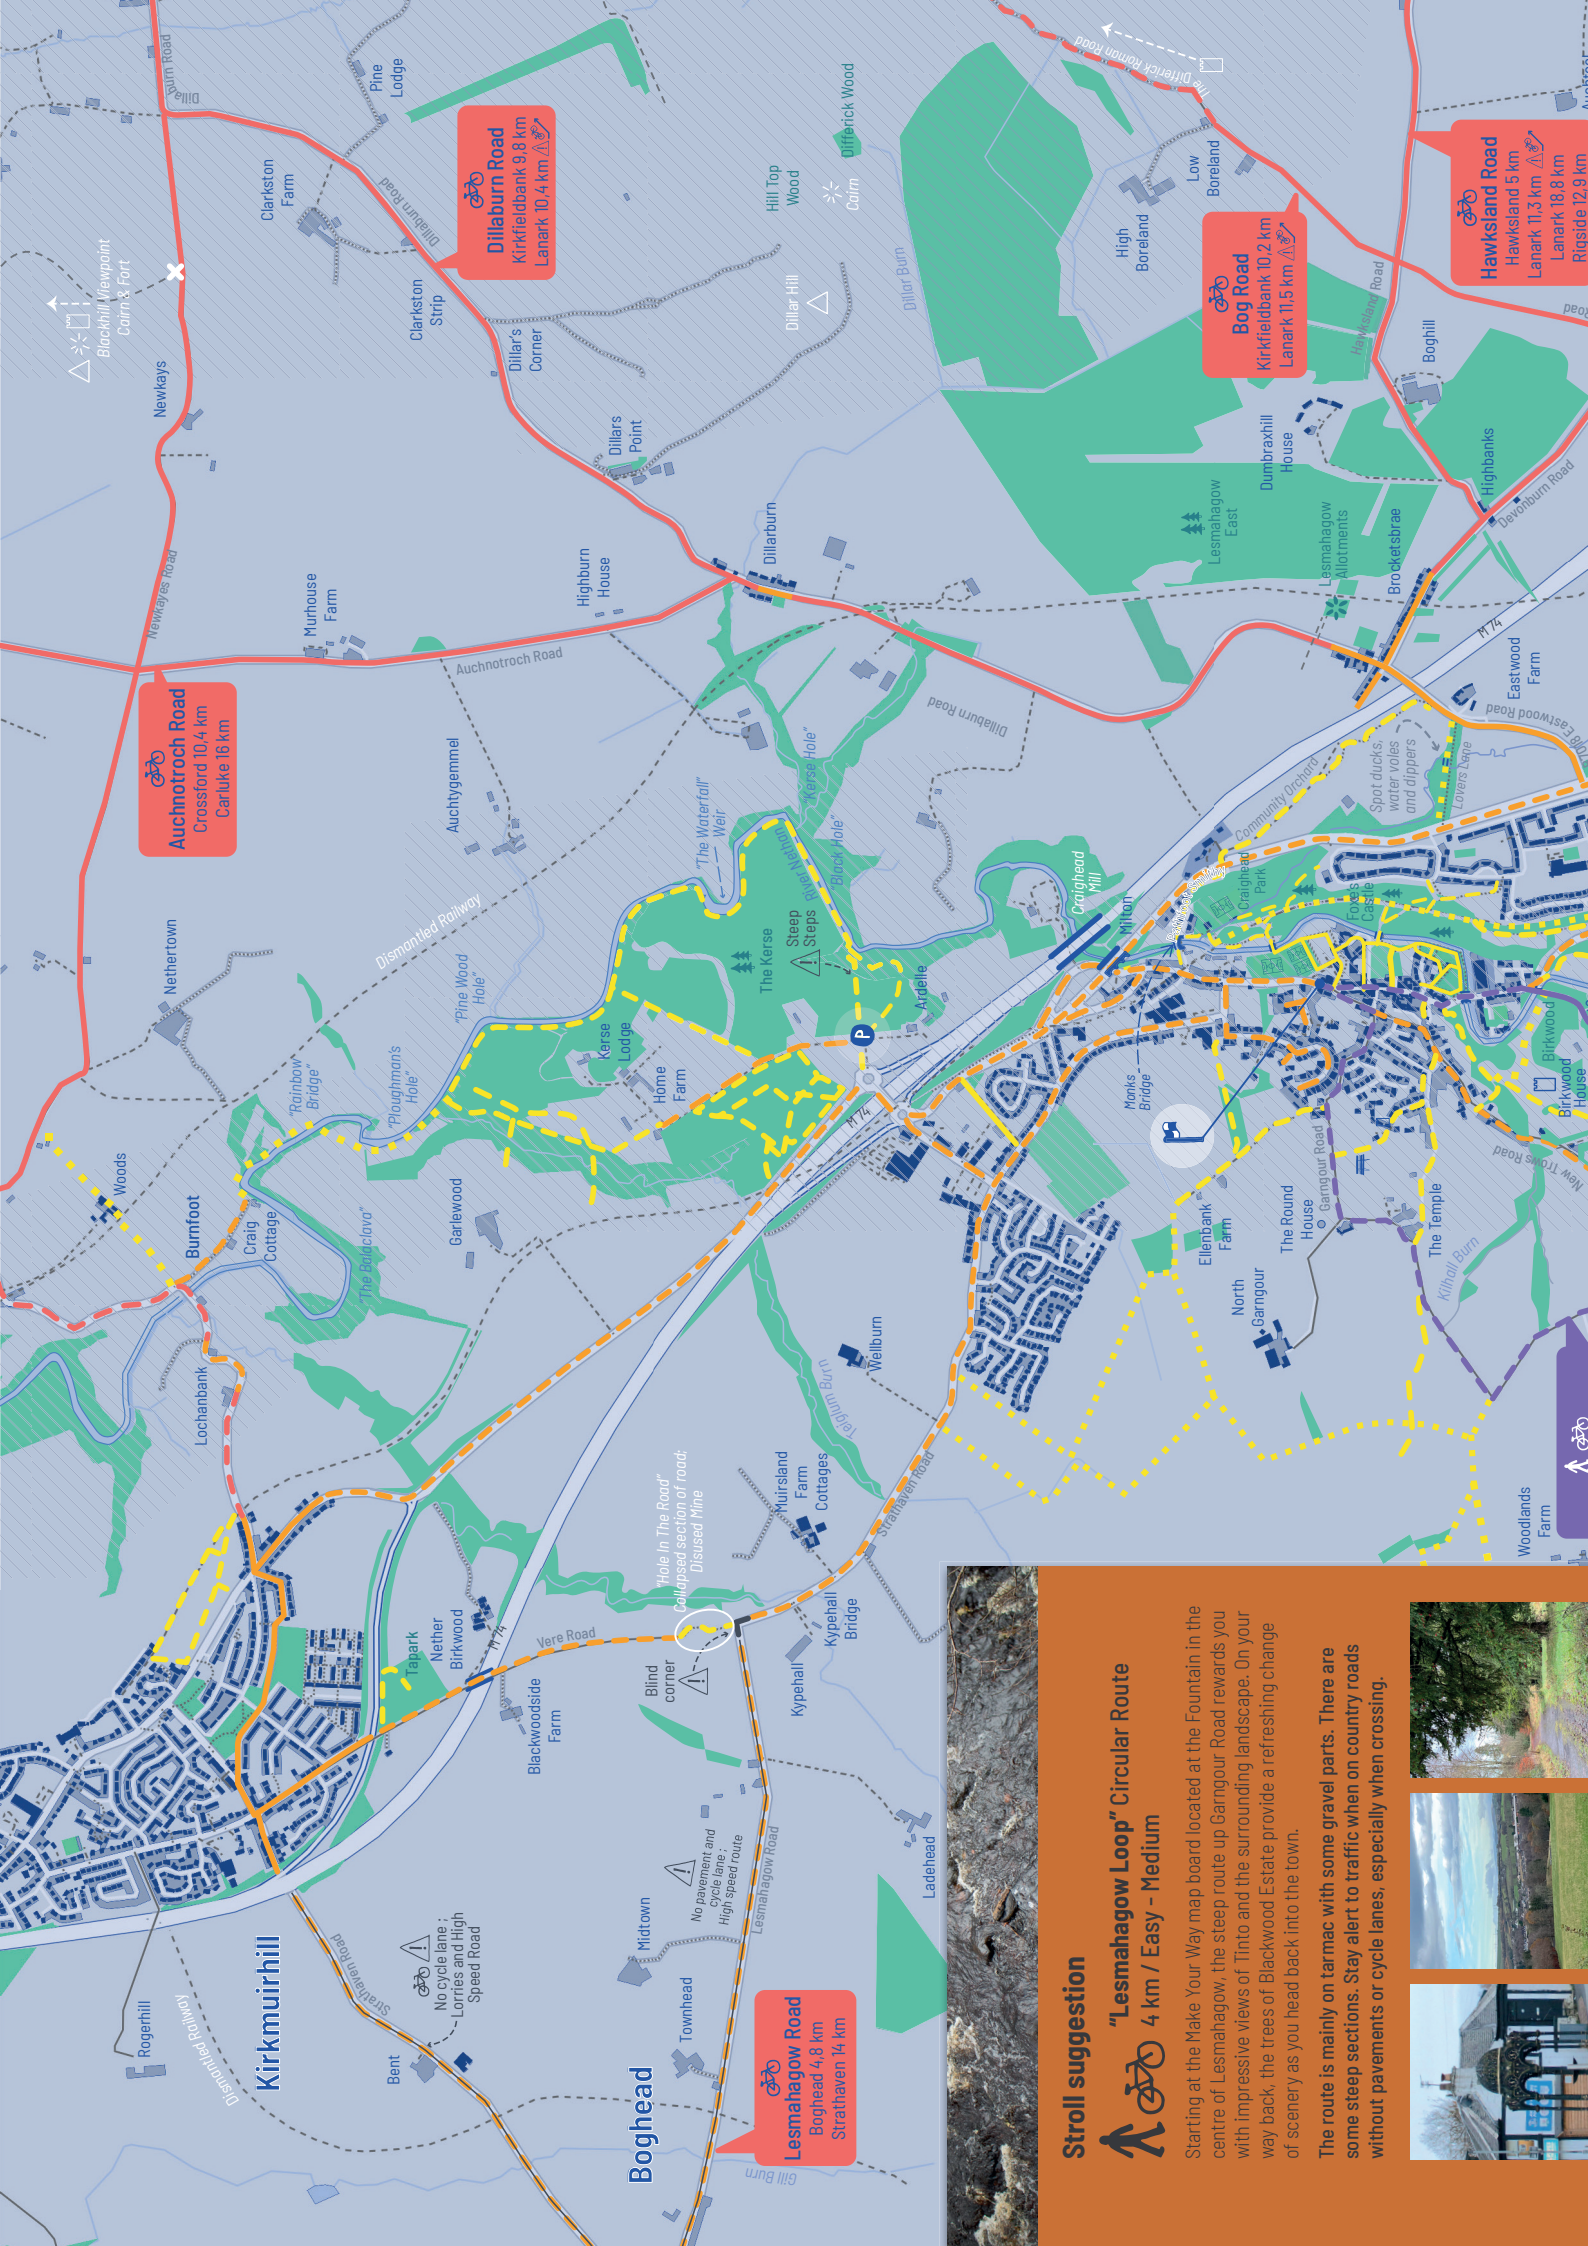 Kirkmuirhill
Boghead
Rogerhill
Dismantled Railway
Strathaven Road
Bent
No cycle lane ;
Lorries and High
Speed Road
Townhead
Midtown
Lesmahagow Road
Boghead 4,8 km
Strathaven 14 km
Gill Burn
Lesmahagow Road
No pavement and
cycle lane ;
High speed route
Ladehead
Blackwoodside
Farm
Nether
Birkwood
Tapark
M 74
Vere Road
Blind
corner
"Hole In The Road"
Collapsed section of road;
Disused Mine
Kypehall
Kypehall
Bridge
Muirsland
Farm
Cottages
Strathaven Road
Teiglum Burn
Wellburn
Lochanbank
Burnfoot
Craig
Cottage
Woods
"The Balaclava"
Garlewood
"Rainbow
Bridge"
"Ploughman's
Hole"
"Pine Wood
Hole"
Nethertown
Dismantled Railway
Kerse
Lodge
Home
Farm
The Kerse
Steep
Steps
"The Waterfall"
Weir
River Nethan
"Kerse Hole"
"Black Hole"
P
Ardelle
M 74
Craighead
Mill
Milton
Monks
Bridge
Craighead
Park
Foxes
Castle
Community Orchard
Spot ducks,
water voles
and dippers
Lovers Lane
Eastwood
Farm
M 74
Ellenbank
Farm
The Round
House
Garngour Road
North
Garngour
The Temple
Kilholl Burn
New Trows Road
Birkwood
Birkwood
House
Woodlands
Farm
Auchnotroch Road
Crossford 10,4 km
Carluke 16 km
Newkayes Road
Newkays
Murhouse
Farm
Auchnotroch Road
Auchtygemmel
Highburn
House
Dillarburn
Dillaburn Road
Dillars
Point
Dillar's
Corner
Clarkston
Strip
Clarkston
Farm
Blackhill Viewpoint
Cairn & Fort
Dillaburn Road
Dillaburn Road
Pine
Lodge
Dillaburn Road
Kirkfieldbank 9,8 km
Lanark 10,4 km
Hill Top
Wood
Differick Wood
Cairn
Dillar Hill
Dillar Burn
The Differick Roman Road
High
Boreland
Low
Boreland
Bog Road
Kirkfieldbank 10,2 km
Lanark 11,5 km
Hawksland Road
Hawksland Road
Hawksland 5 km
Lanark 11,3 km
Lanark 18,8 km
Rigside 12,9 km
Boghill
Dumbraxhill
House
Highbanks
Devonburn Road
Lesmahagow
East
Lesmahagow
Allotments
Brocketsbrae
Stroll suggestion
"Lesmahagow Loop" Circular Route
4 km / Easy - Medium
Starting at the Make Your Way map board located at the Fountain in the
centre of Lesmahagow, the steep route up Garngour Road rewards you
with impressive views of Tinto and the surrounding landscape. On your
way back, the trees of Blackwood Estate provide a refreshing change
of scenery as you head back into the town.
The route is mainly on tarmac with some gravel parts. There are
some steep sections. Stay alert to traffic when on country roads
without pavements or cycle lanes, especially when crossing.